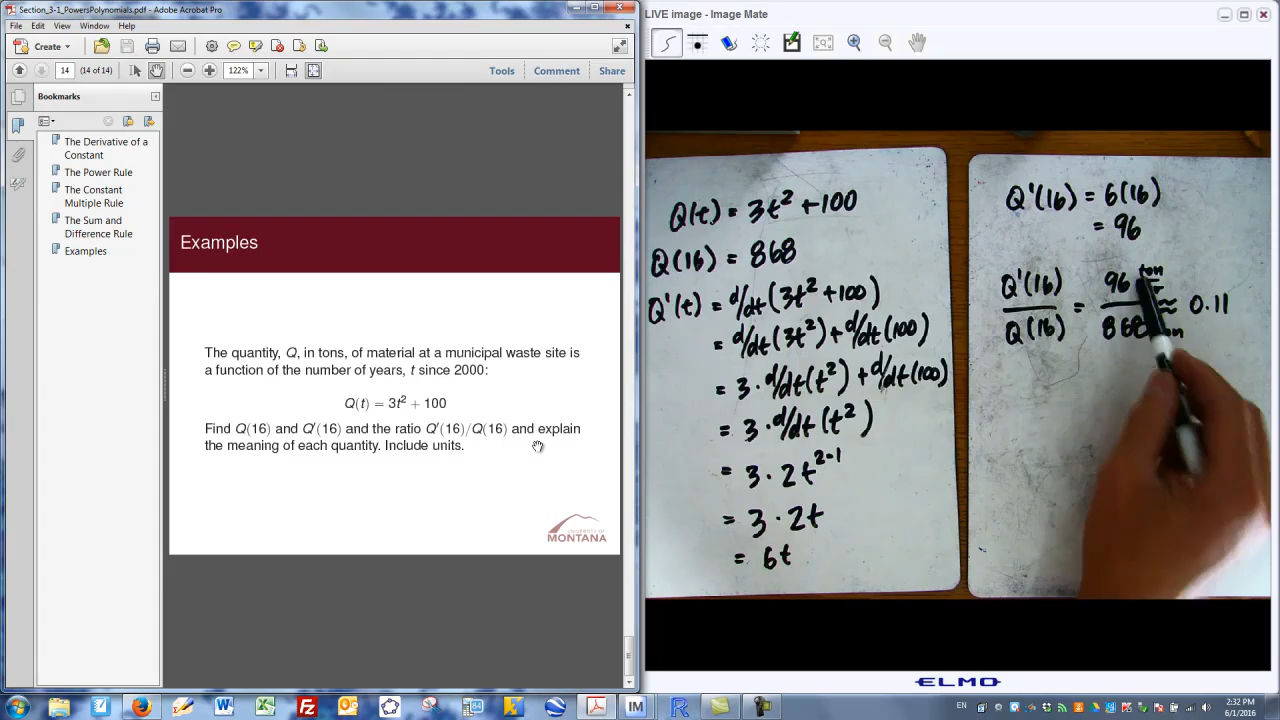 Section_3-1_PowersPolynomials.pdf - Adobe Acrobat Pro
File Edit View Window Help
Create
14 (14 of 14) 122% Tools Comment Share
Bookmarks
The Derivative of a
Constant
The Power Rule
The Constant
Multiple Rule
The Sum and
Difference Rule
Examples
Examples
The quantity, Q, in tons, of material at a municipal waste site is
a function of the number of years, t since 2000:
Q(t) = 3t² + 100
Find Q(16) and Q′(16) and the ratio Q′(16)/Q(16) and explain
the meaning of each quantity. Include units.
UNIVERSITY OF
MONTANA
LIVE image - Image Mate
Q(t) = 3t² + 100
Q(16) = 868
Q'(t) = d/dt(3t² + 100)
= d/dt(3t²) + d/dt(100)
= 3 · d/dt(t²) + d/dt(100)
= 3 · d/dt(t²)
= 3 · 2t²⁻¹
= 3 · 2t
= 6t
Q'(16) = 6(16)
= 96
Q'(16) / Q(16) = 96 ton / 868 ≈ 0.11
ELMO
EN 2:32 PM
6/1/2016